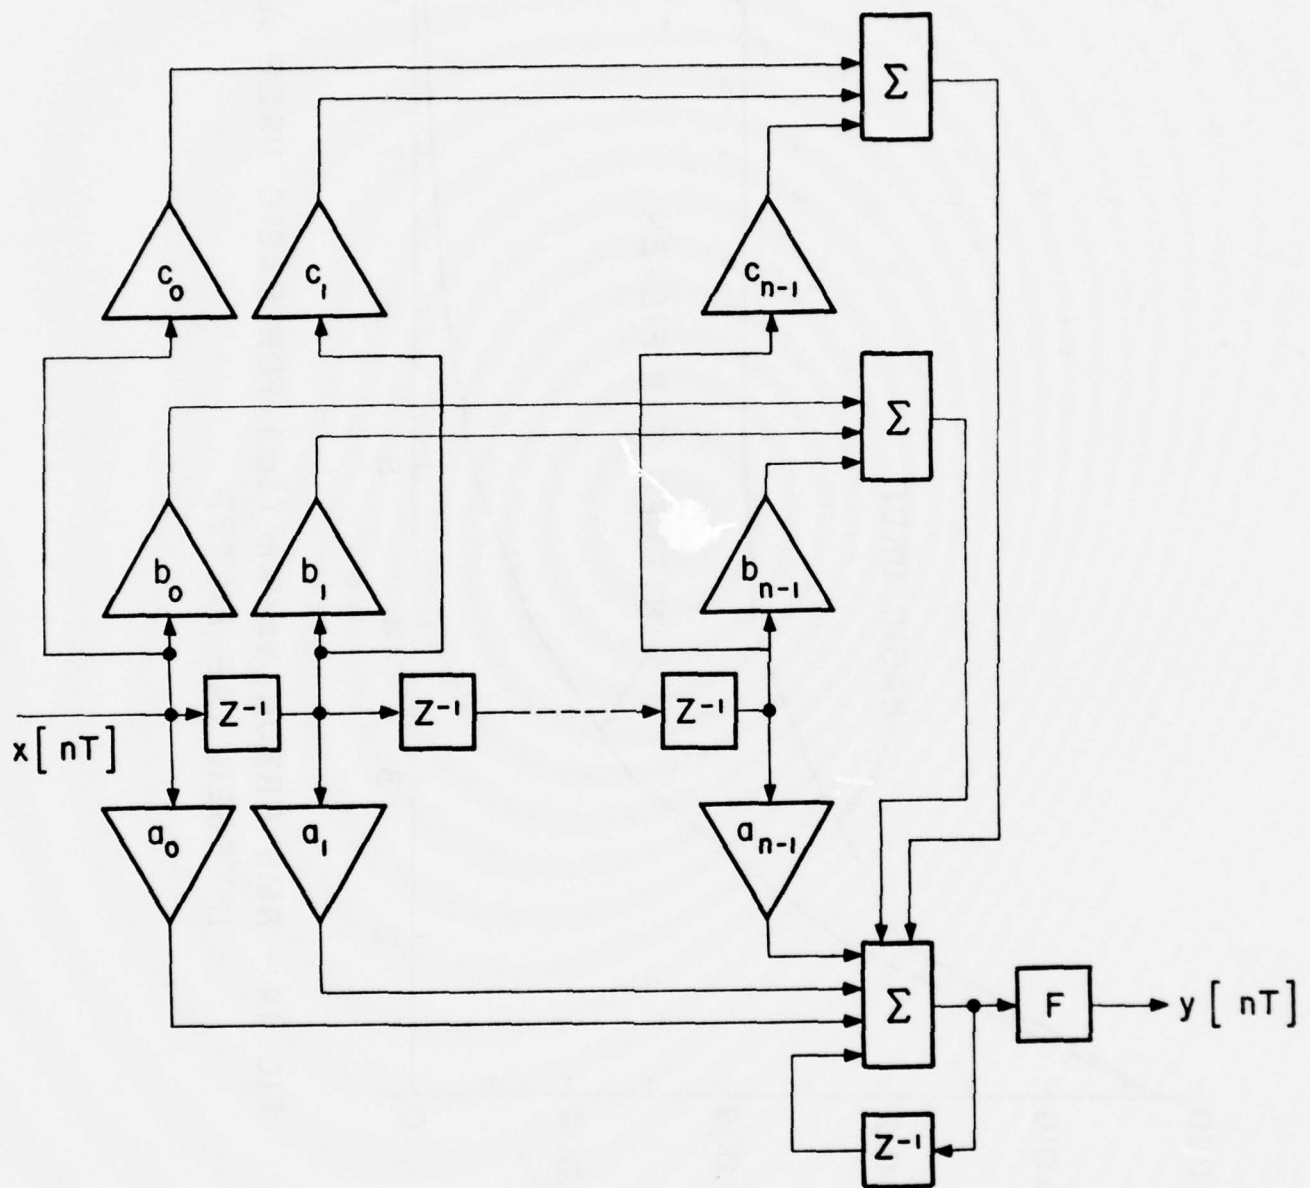 Σ
c₀ c₁ cₙ₋₁
Σ
b₀ b₁ bₙ₋₁
Z⁻¹ Z⁻¹ Z⁻¹
x[ nT]
a₀ a₁ aₙ₋₁
Σ F y[ nT]
Z⁻¹